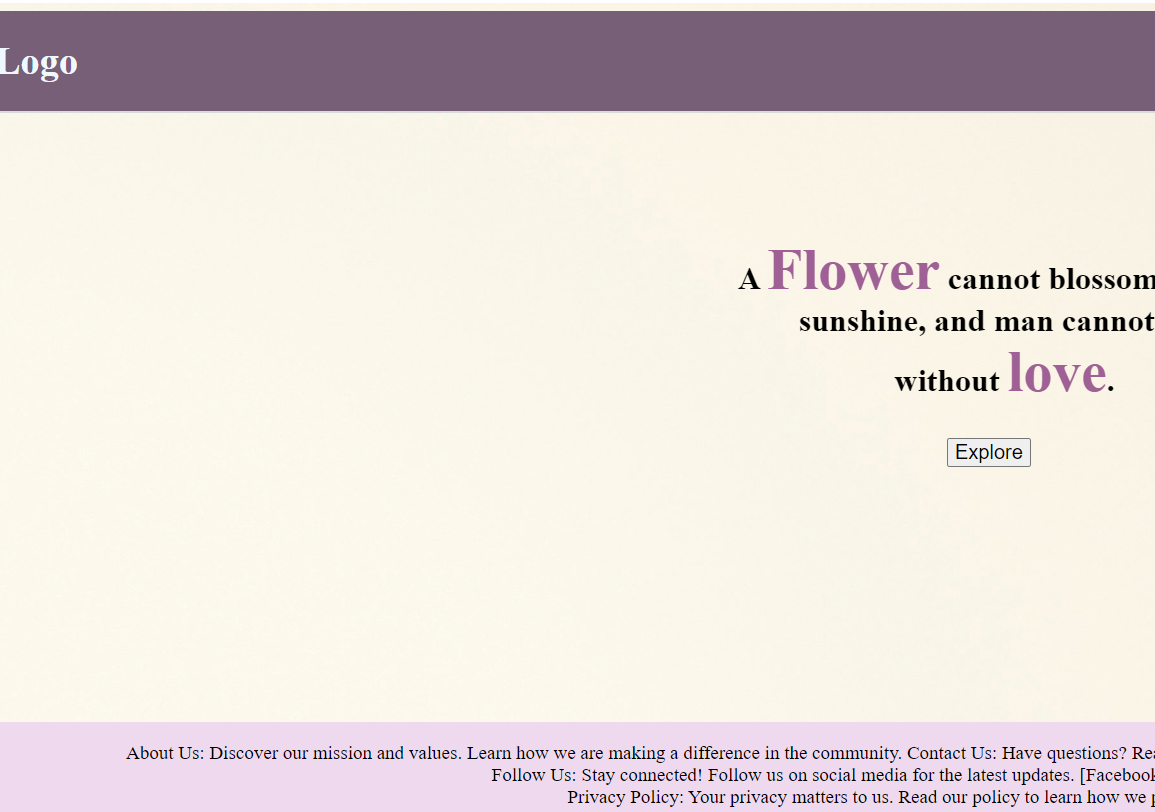 Logo
A Flower cannot blossom
sunshine, and man cannot
without love.
Explore
About Us: Discover our mission and values. Learn how we are making a difference in the community. Contact Us: Have questions?
Follow Us: Stay connected! Follow us on social media for the latest updates. [Facebook
Privacy Policy: Your privacy matters to us. Read our policy to learn how we